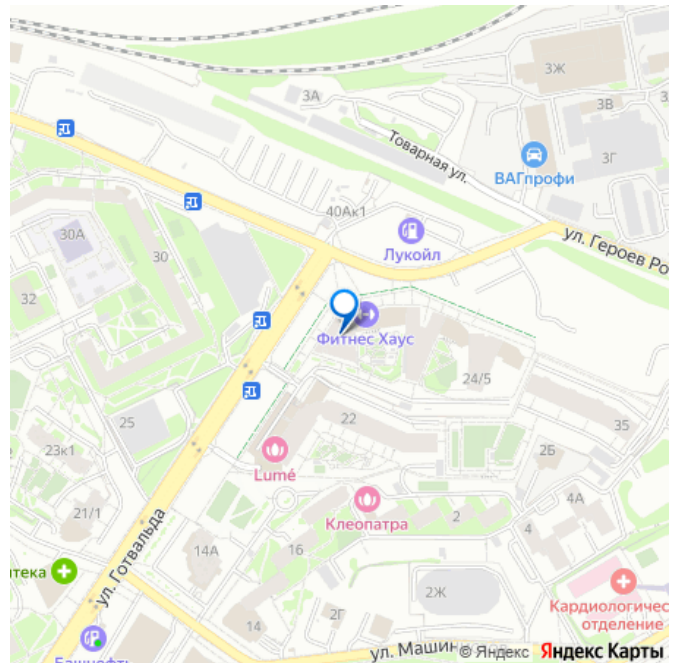 3Ж
3А
3В
Товарная ул.
3Г
ВАГпрофи
40Ак1
30А
30
Лукойл
ул. Героев Ро
32
Фитнес Хаус
24/5
25
22
35
23к1
2Б
Lumé
4А
21/1
Клеопатра
2
4
тека
ул. Готвальда
14А
16
2Ж
Кардиологичес
отделение
14
2Г
Башнефть
ул. Машин
© Яндекс Яндекс Карты